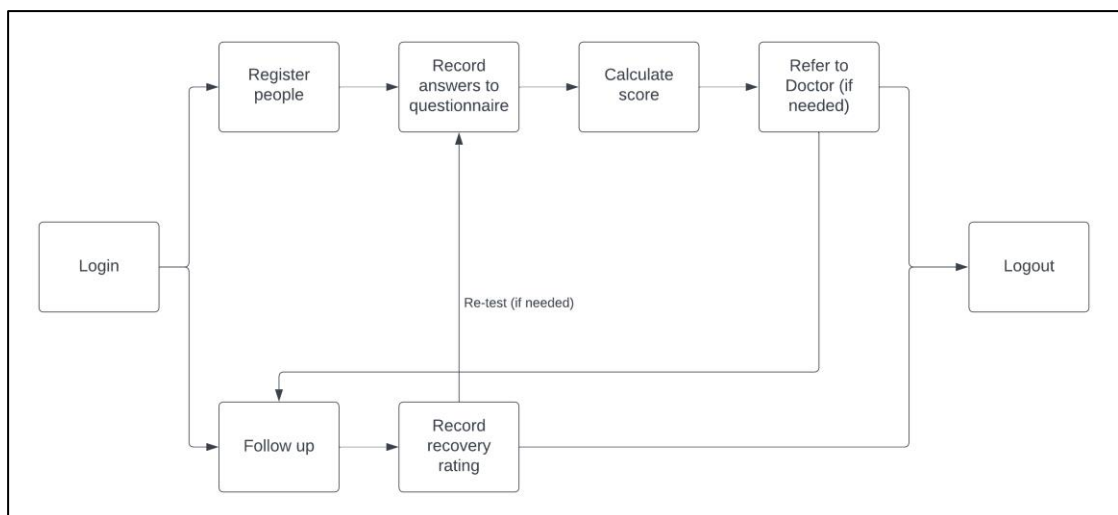 Register
people
Record
answers to
questionnaire
Calculate
score
Refer to
Doctor (if
needed)
Login
Logout
Re-test (if needed)
Follow up
Record
recovery
rating